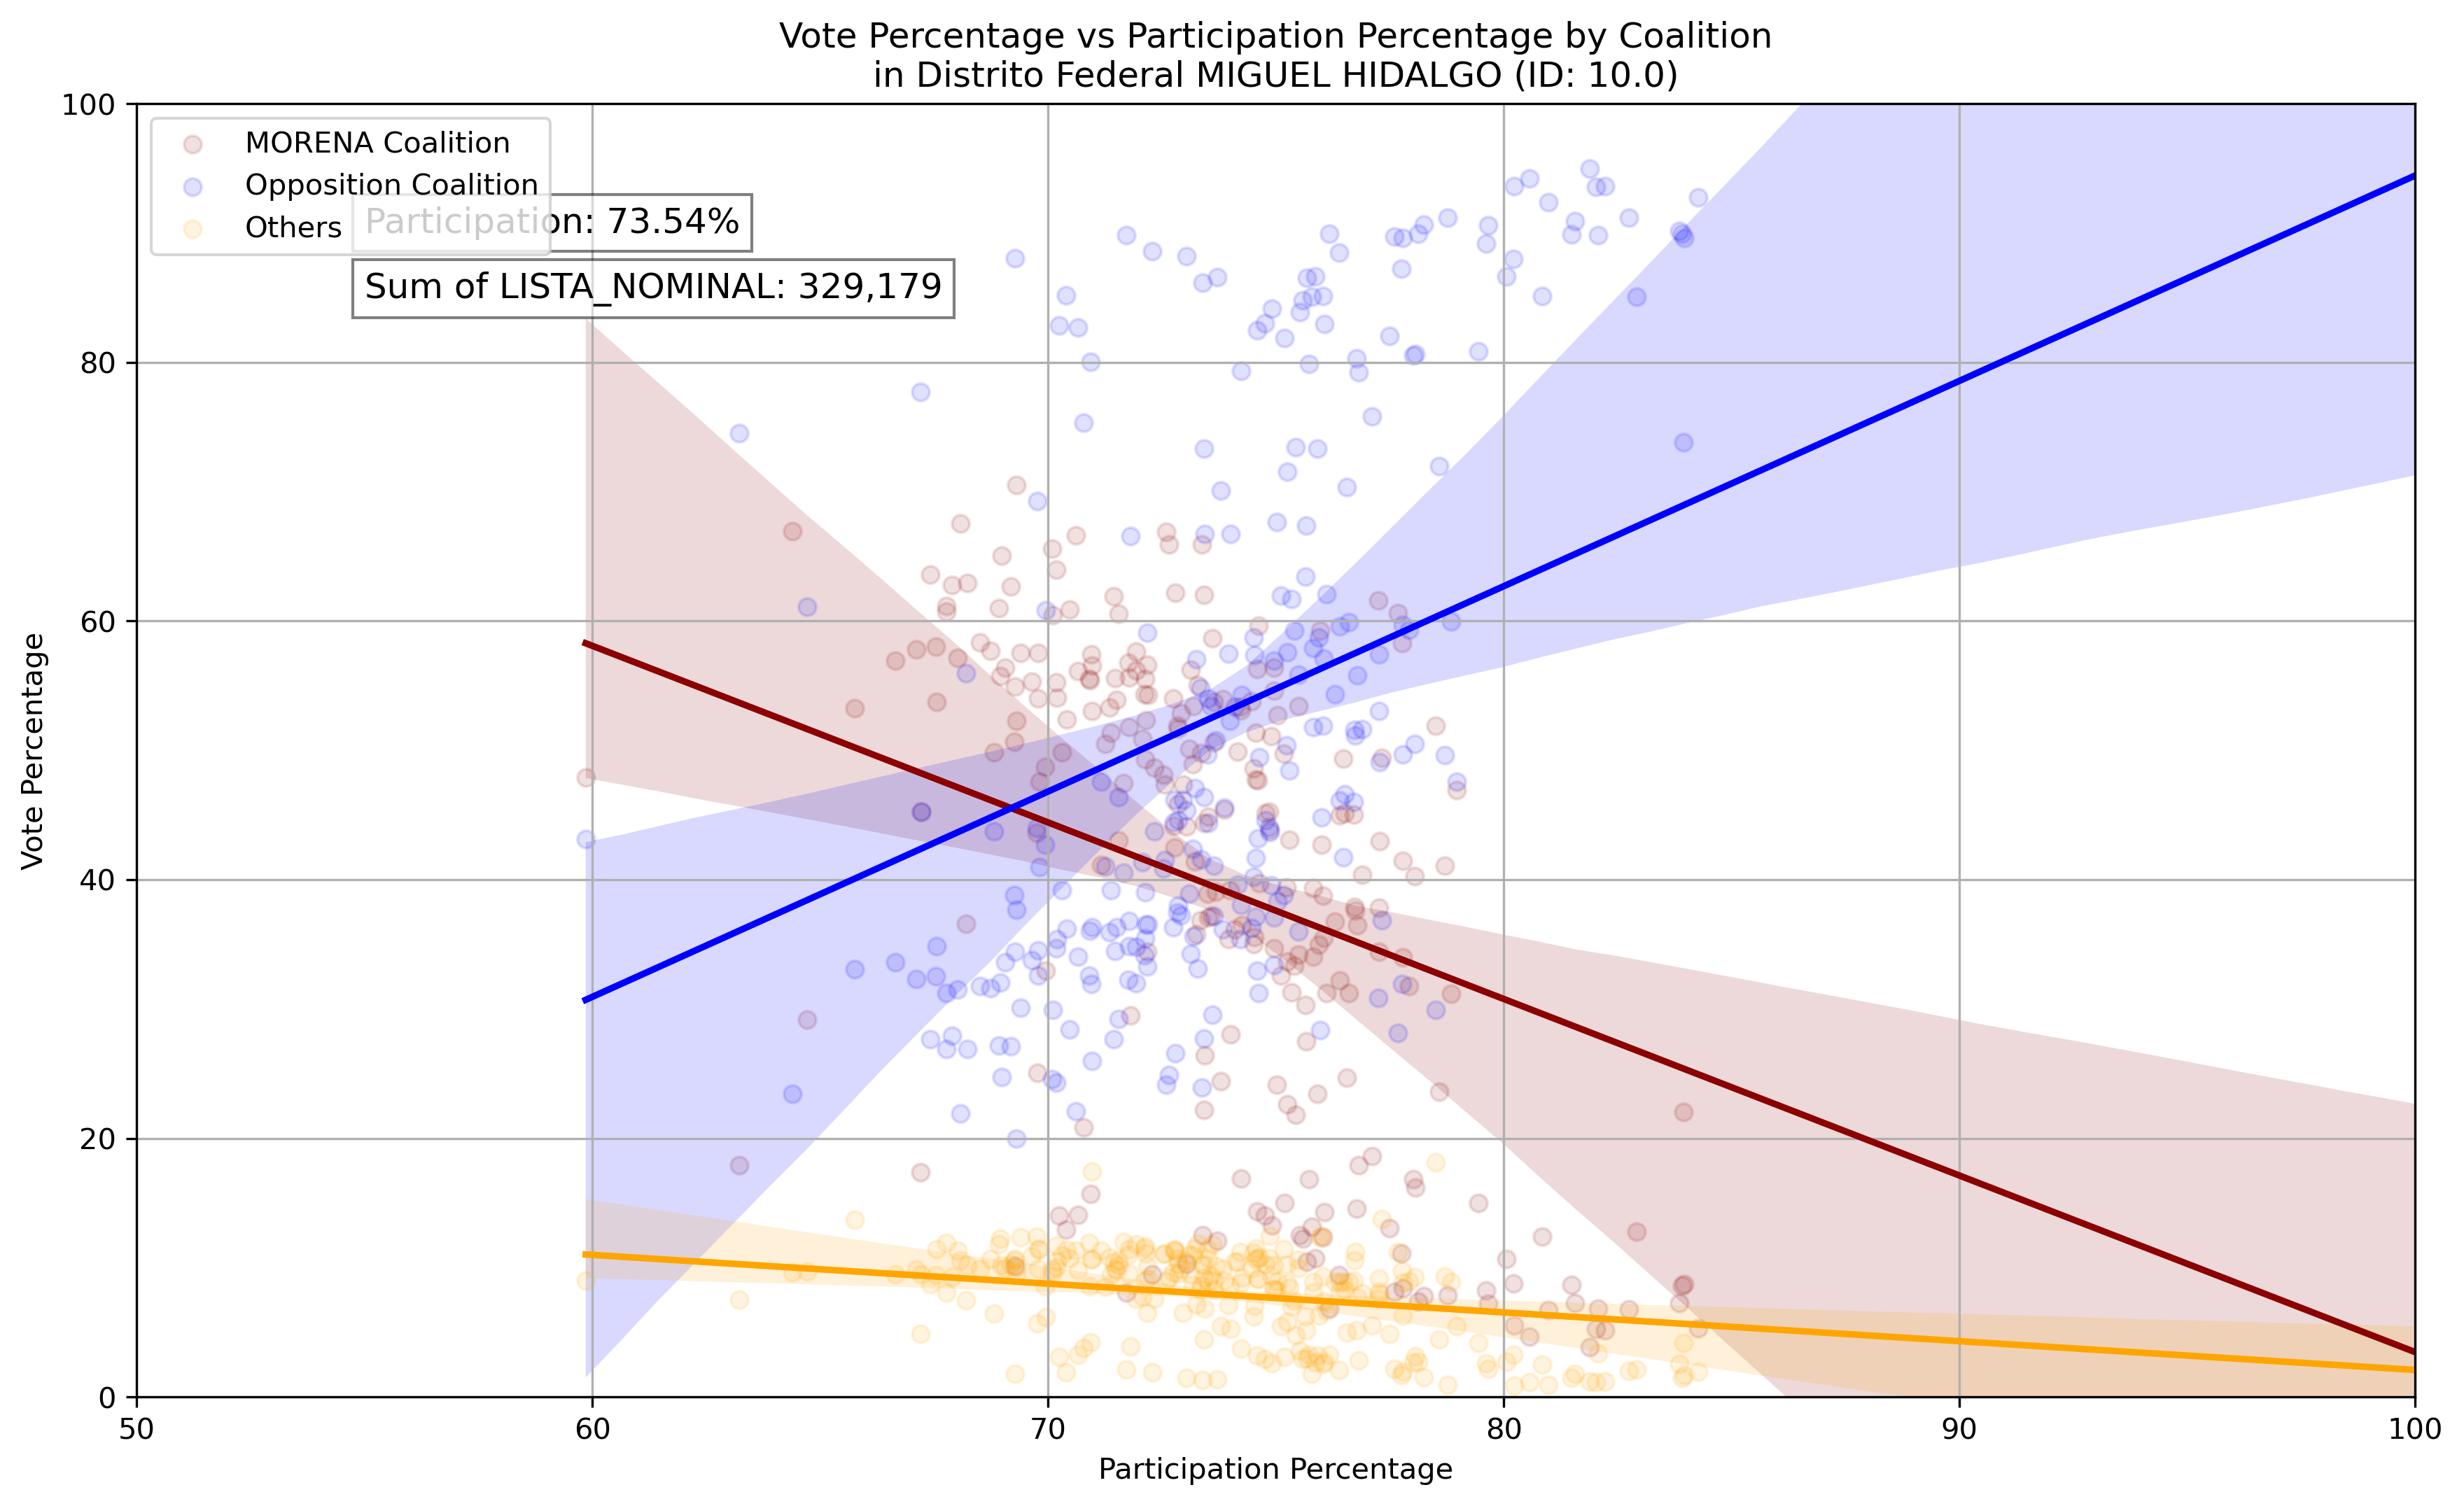 Vote Percentage vs Participation Percentage by Coalition
in Distrito Federal MIGUEL HIDALGO (ID: 10.0)
MORENA Coalition
Opposition Coalition
Others
Participation: 73.54%
Sum of LISTA_NOMINAL: 329,179
Vote Percentage
100
80
60
40
20
0
50
60
70
80
90
100
Participation Percentage